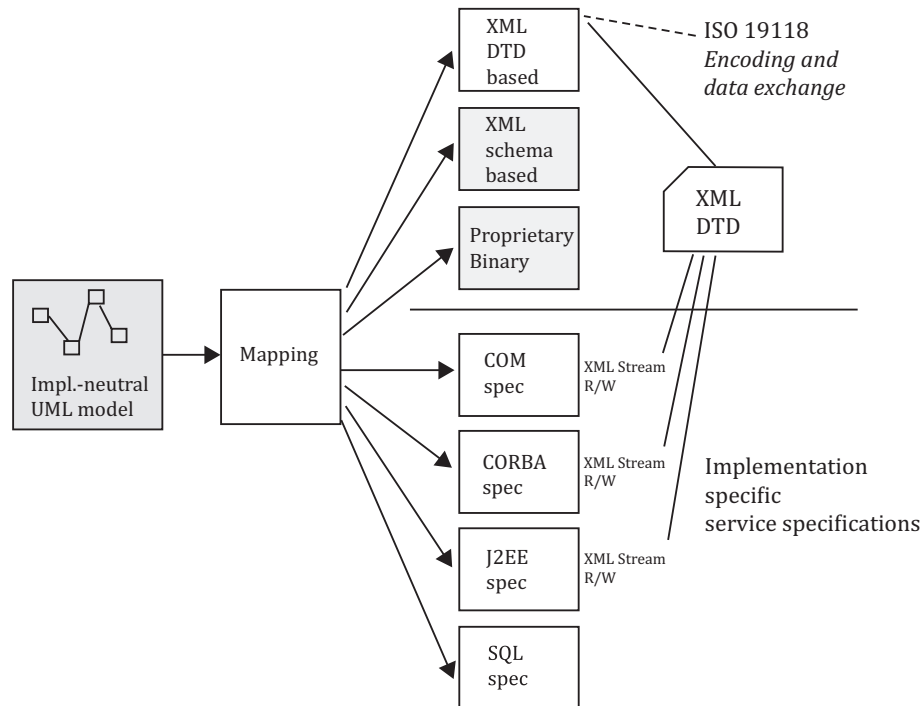 XML
DTD
based
ISO 19118
Encoding and
data exchange
XML
schema
based
XML
DTD
Proprietary
Binary
Impl.-neutral
UML model
Mapping
COM
spec
XML Stream
R/W
CORBA
spec
XML Stream
R/W
Implementation
specific
service specifications
J2EE
spec
XML Stream
R/W
SQL
spec